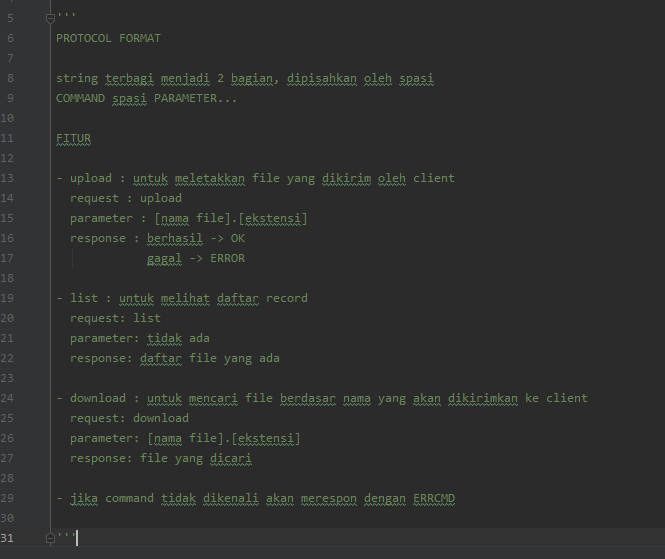 5 '''
6 PROTOCOL FORMAT
7
8 string terbagi menjadi 2 bagian, dipisahkan oleh spasi
9 COMMAND spasi PARAMETER...
10
11 FITUR
12
13 - upload : untuk meletakkan file yang dikirim oleh client
14 request : upload
15 parameter : [nama file].[ekstensi]
16 response : berhasil -> OK
17 gagal -> ERROR
18
19 - list : untuk melihat daftar record
20 request: list
21 parameter: tidak ada
22 response: daftar file yang ada
23
24 - download : untuk mencari file berdasar nama yang akan dikirimkan ke client
25 request: download
26 parameter: [nama file].[ekstensi]
27 response: file yang dicari
28
29 - jika command tidak dikenali akan merespon dengan ERRCMD
30
31 '''